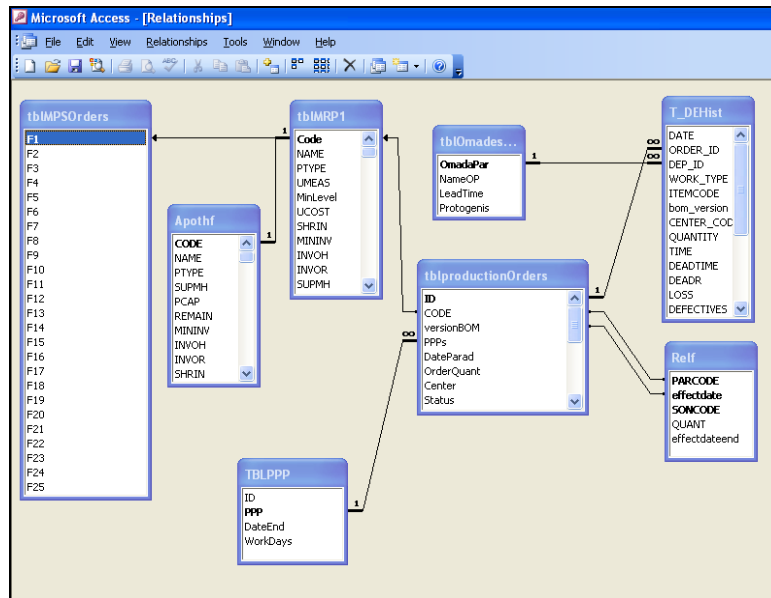 Microsoft Access - [Relationships]
File Edit View Relationships Tools Window Help
tblMPSOrders
F1
F2
F3
F4
F5
F6
F7
F8
F9
F10
F11
F12
F13
F14
F15
F16
F17
F18
F19
F20
F21
F22
F23
F24
F25
Apothf
CODE
NAME
PTYPE
SUPMH
PCAP
REMAIN
MININV
INVOH
INVOR
SHRIN
tblMRP1
Code
NAME
PTYPE
UMEAS
MinLevel
UCOST
SHRIN
MININV
INVOH
INVOR
SUPMH
tblOmades...
OmadaPar
NameOP
LeadTime
Protogenis
T_DEHist
DATE
ORDER_ID
DEP_ID
WORK_TYPE
ITEMCODE
bom_version
CENTER_COD
QUANTITY
TIME
DEADTIME
DEADR
LOSS
DEFECTIVES
tblproductionOrders
ID
CODE
versionBOM
PPPs
DateParad
OrderQuant
Center
Status
Relf
PARCODE
effectdate
SONCODE
QUANT
effectdateend
TBLPPP
ID
PPP
DateEnd
WorkDays
1
1
1
∞
∞
1
∞
1